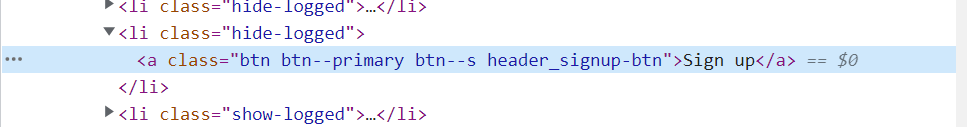 <li class="hide-logged">…</li>
<li class="hide-logged">
… <a class="btn btn--primary btn--s header_signup-btn">Sign up</a> == $0
</li>
<li class="show-logged">…</li>